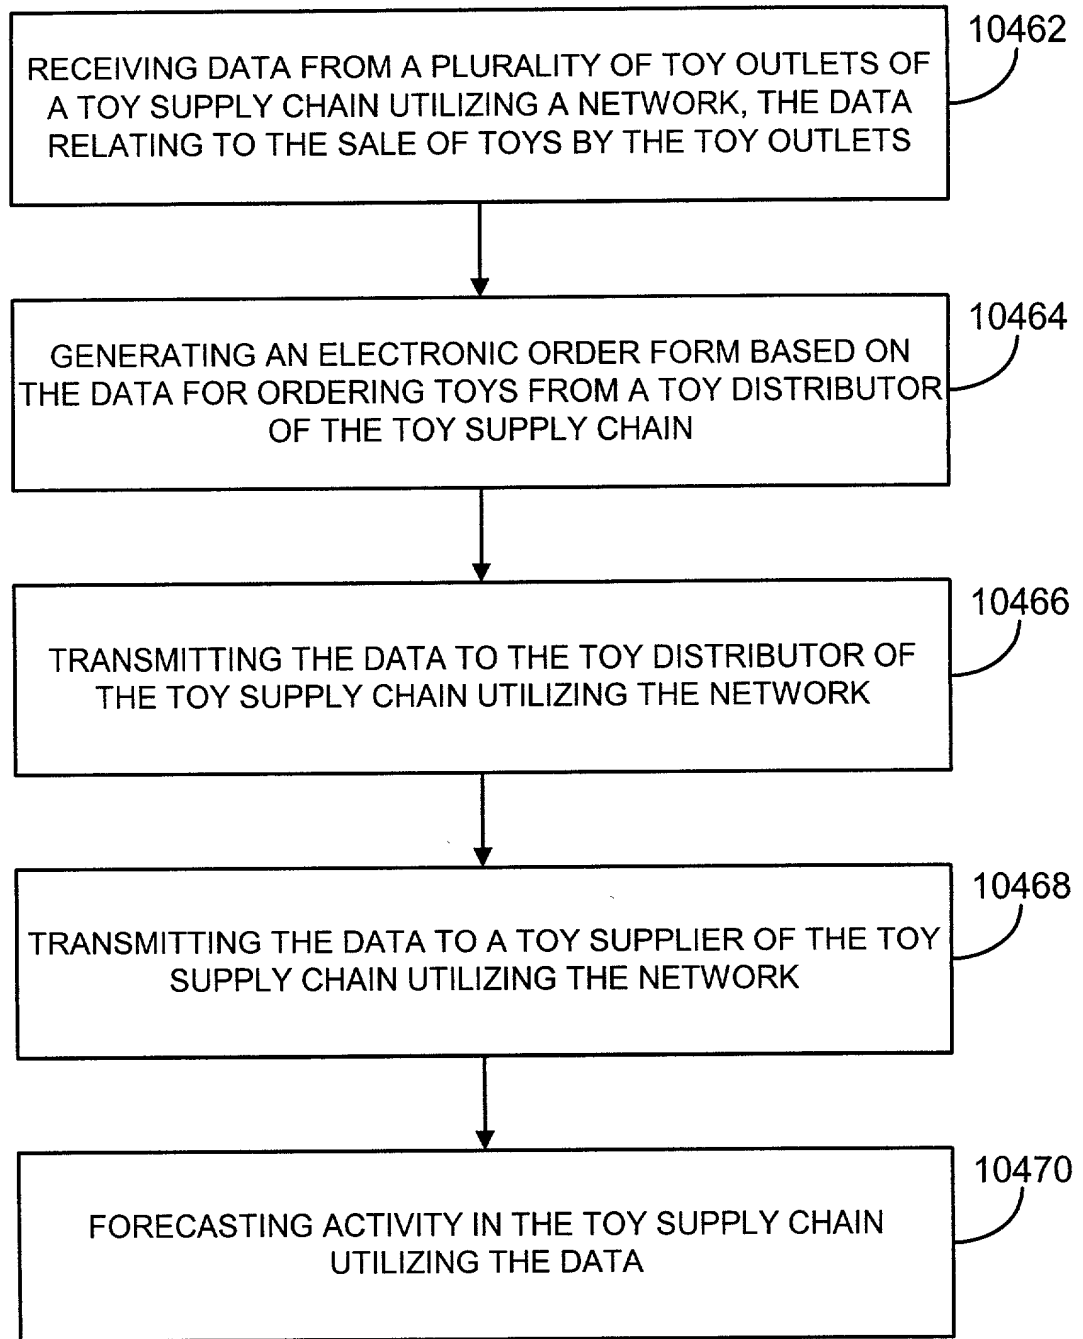 10462
RECEIVING DATA FROM A PLURALITY OF TOY OUTLETS OF
A TOY SUPPLY CHAIN UTILIZING A NETWORK, THE DATA
RELATING TO THE SALE OF TOYS BY THE TOY OUTLETS
10464
GENERATING AN ELECTRONIC ORDER FORM BASED ON
THE DATA FOR ORDERING TOYS FROM A TOY DISTRIBUTOR
OF THE TOY SUPPLY CHAIN
10466
TRANSMITTING THE DATA TO THE TOY DISTRIBUTOR OF
THE TOY SUPPLY CHAIN UTILIZING THE NETWORK
10468
TRANSMITTING THE DATA TO A TOY SUPPLIER OF THE TOY
SUPPLY CHAIN UTILIZING THE NETWORK
10470
FORECASTING ACTIVITY IN THE TOY SUPPLY CHAIN
UTILIZING THE DATA